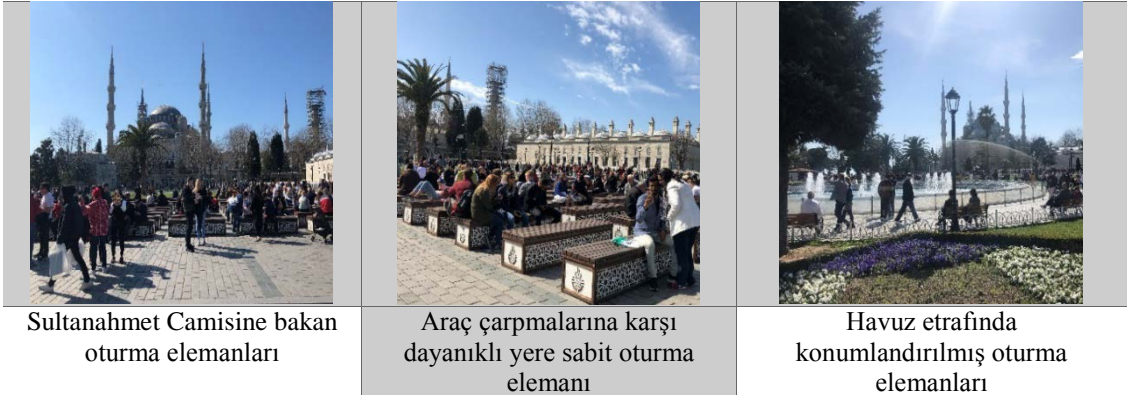 Sultanahmet Camisine bakan
oturma elemanları
Araç çarpmalarına karşı
dayanıklı yere sabit oturma
elemanı
Havuz etrafında
konumlandırılmış oturma
elemanları